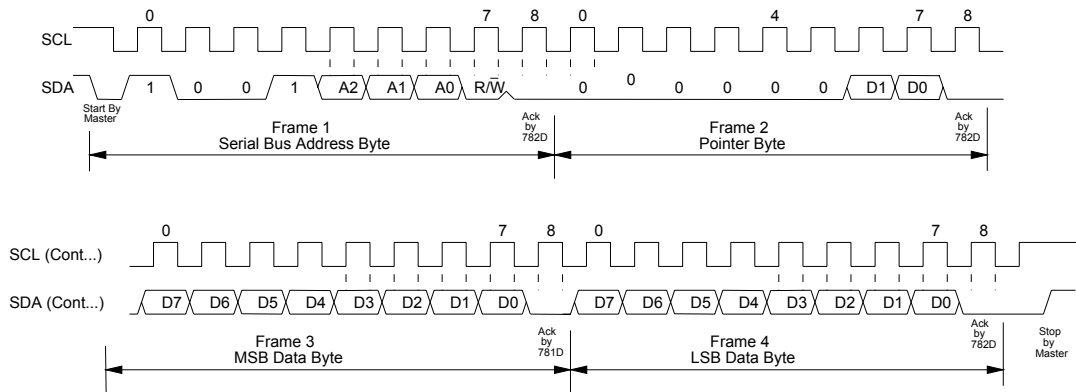 0 7 8 0 4 7 8
SCL
SDA 1 0 0 1 A2 A1 A0 R/W̅ 0 0 0 0 0 0 D1 D0
Start By
Master
Ack
by
782D
Ack
by
782D
Frame 1
Serial Bus Address Byte
Frame 2
Pointer Byte
0 7 8 0 7 8
SCL (Cont...)
SDA (Cont...) D7 D6 D5 D4 D3 D2 D1 D0 D7 D6 D5 D4 D3 D2 D1 D0
Ack
by
781D
Ack
by
782D
Stop
by
Master
Frame 3
MSB Data Byte
Frame 4
LSB Data Byte